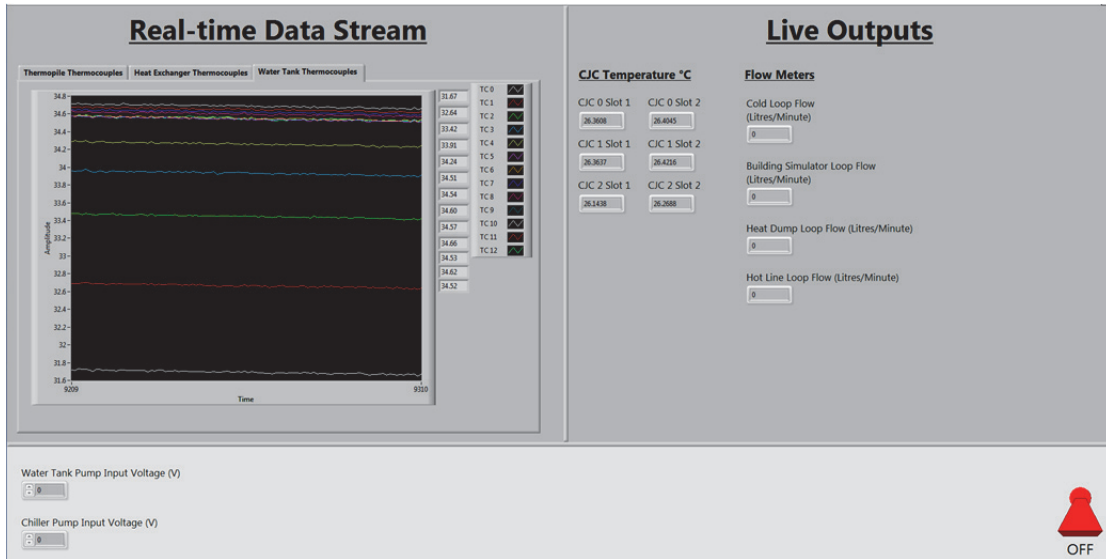 Real-time Data Stream
Thermopile Thermocouples
Heat Exchanger Thermocouples
Water Tank Thermocouples
Amplitude
34.8
34.6
34.4
34.2
34
33.8
33.6
33.4
33.2
33
32.8
32.6
32.4
32.2
32
31.8
31.6
9209
9310
Time
31.67
32.64
33.42
33.91
34.24
34.51
34.54
34.60
34.57
34.66
34.53
34.62
34.52
TC 0
TC 1
TC 2
TC 3
TC 4
TC 5
TC 6
TC 7
TC 8
TC 9
TC 10
TC 11
TC 12
Live Outputs
CJC Temperature °C
CJC 0 Slot 1 CJC 0 Slot 2
26.3608 26.4045
CJC 1 Slot 1 CJC 1 Slot 2
26.3637 26.4216
CJC 2 Slot 1 CJC 2 Slot 2
26.1438 26.2688
Flow Meters
Cold Loop Flow
(Litres/Minute)
0
Building Simulator Loop Flow
(Litres/Minute)
0
Heat Dump Loop Flow (Litres/Minute)
0
Hot Line Loop Flow (Litres/Minute)
0
Water Tank Pump Input Voltage (V)
0
Chiller Pump Input Voltage (V)
0
OFF